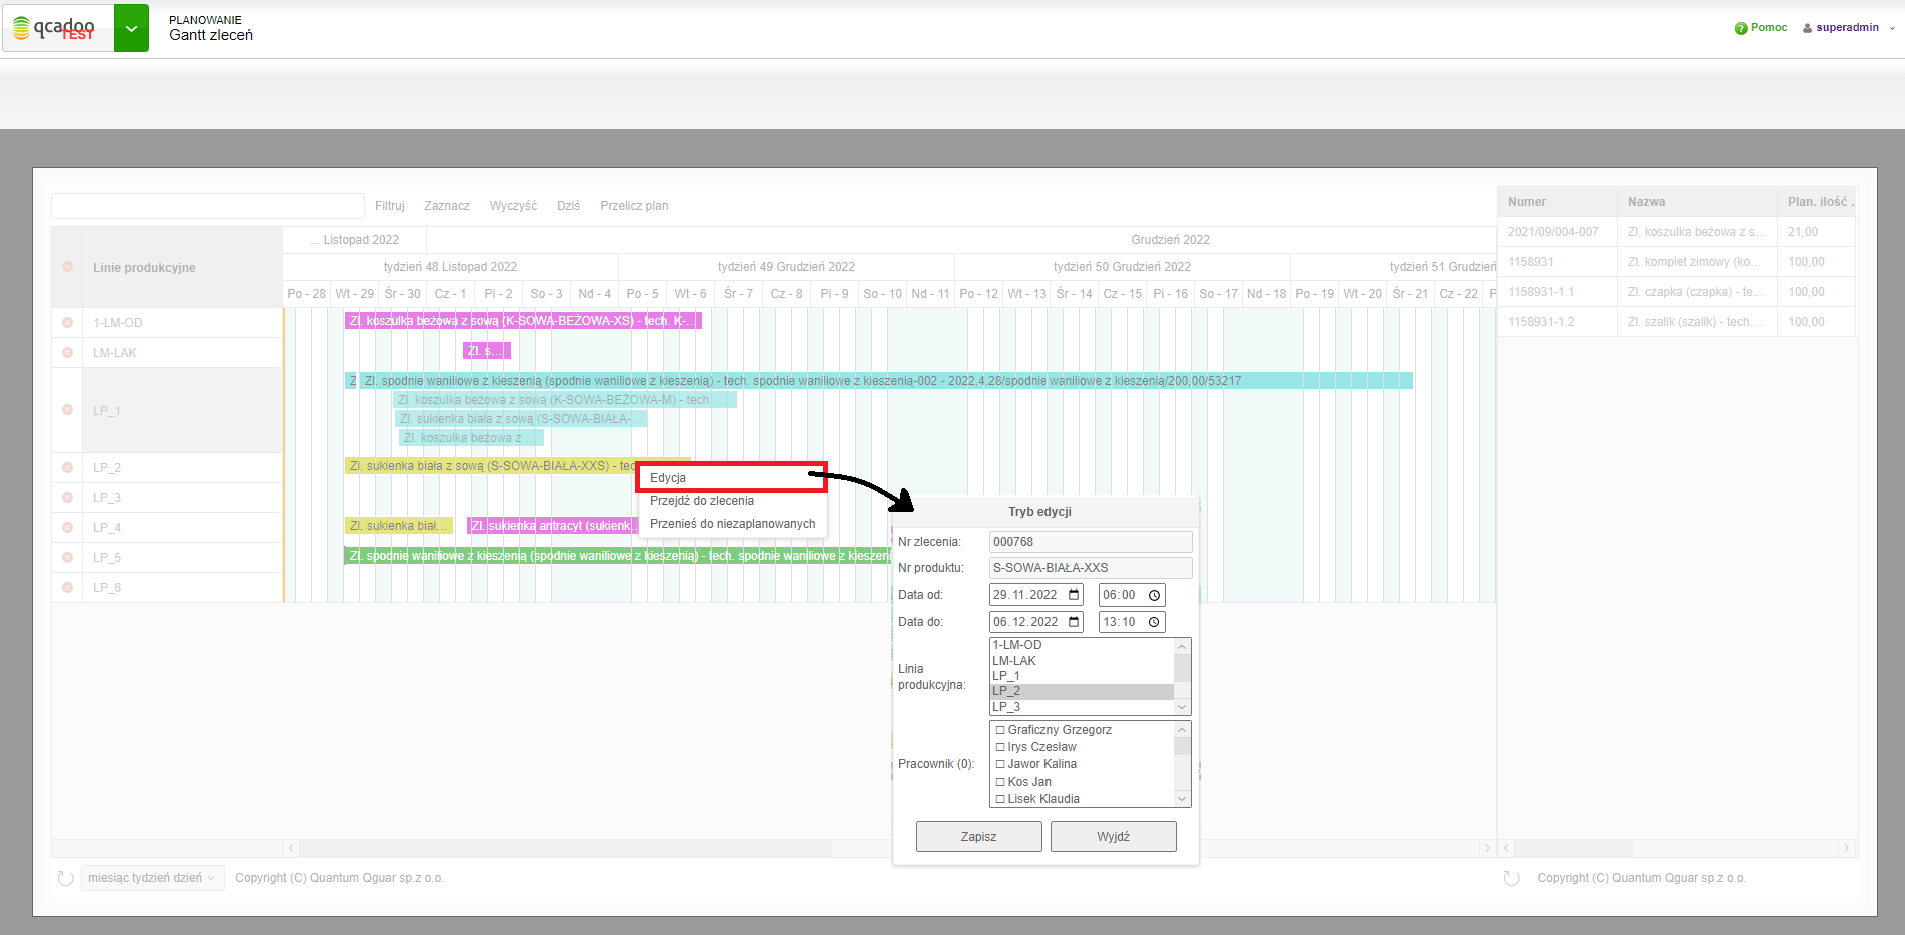 qcadoo
TEST
PLANOWANIE
Gantt zleceń
Pomoc
superadmin
Filtruj Zaznacz Wyczyść Dziś Przelicz plan
Linie produkcyjne
... Listopad 2022 Grudzień 2022
tydzień 48 Listopad 2022 tydzień 49 Grudzień 2022 tydzień 50 Grudzień 2022 tydzień 51 Grudzień
Po - 28 Wt - 29 Śr - 30 Cz - 1 Pi - 2 So - 3 Nd - 4 Po - 5 Wt - 6 Śr - 7 Cz - 8 Pi - 9 So - 10 Nd - 11 Po - 12 Wt - 13 Śr - 14 Cz - 15 Pi - 16 So - 17 Nd - 18 Po - 19 Wt - 20 Śr - 21 Cz - 22 P
1-LM-OD
Zl. koszulka beżowa z sową (K-SOWA-BEŻOWA-XS) - tech. K-...
LM-LAK
Zl. s...
LP_1
Z Zl. spodnie waniliowe z kieszenią (spodnie waniliowe z kieszenią) - tech. spodnie waniliowe z kieszenią-002 - 2022.4.28/spodnie waniliowe z kieszenią/200,00/53217
Zl. koszulka beżowa z sową (K-SOWA-BEŻOWA-M) - tech. ...
Zl. sukienka biała z sową (S-SOWA-BIAŁA-...
Zl. koszulka beżowa z ...
LP_2
Zl. sukienka biała z sową (S-SOWA-BIAŁA-XXS) - tec
LP_3
LP_4
Zl. sukienka biał... Zl. sukienka antracyt (sukienk...
LP_5
Zl. spodnie waniliowe z kieszenią (spodnie waniliowe z kieszenią) - tech. spodnie waniliowe z kieszeni
LP_6
Edycja
Przejdź do zlecenia
Przenieś do niezaplanowanych
Tryb edycji
Nr zlecenia: 000768
Nr produktu: S-SOWA-BIAŁA-XXS
Data od: 29.11.2022 06:00
Data do: 06.12.2022 13:10
Linia produkcyjna:
1-LM-OD
LM-LAK
LP_1
LP_2
LP_3
Pracownik (0):
Graficzny Grzegorz
Irys Czesław
Jawor Kalina
Kos Jan
Lisek Klaudia
Zapisz Wyjdź
Numer Nazwa Plan. ilość .
2021/09/004-007 Zl. koszulka beżowa z s... 21,00
1158931 Zl. komplet zimowy (ko... 100,00
1158931-1.1 Zl. czapka (czapka) - te... 100,00
1158931-1.2 Zl. szalik (szalik) - tech.... 100,00
miesiąc tydzień dzień Copyright (C) Quantum Qguar sp.z o.o.
Copyright (C) Quantum Qguar sp.z o.o.